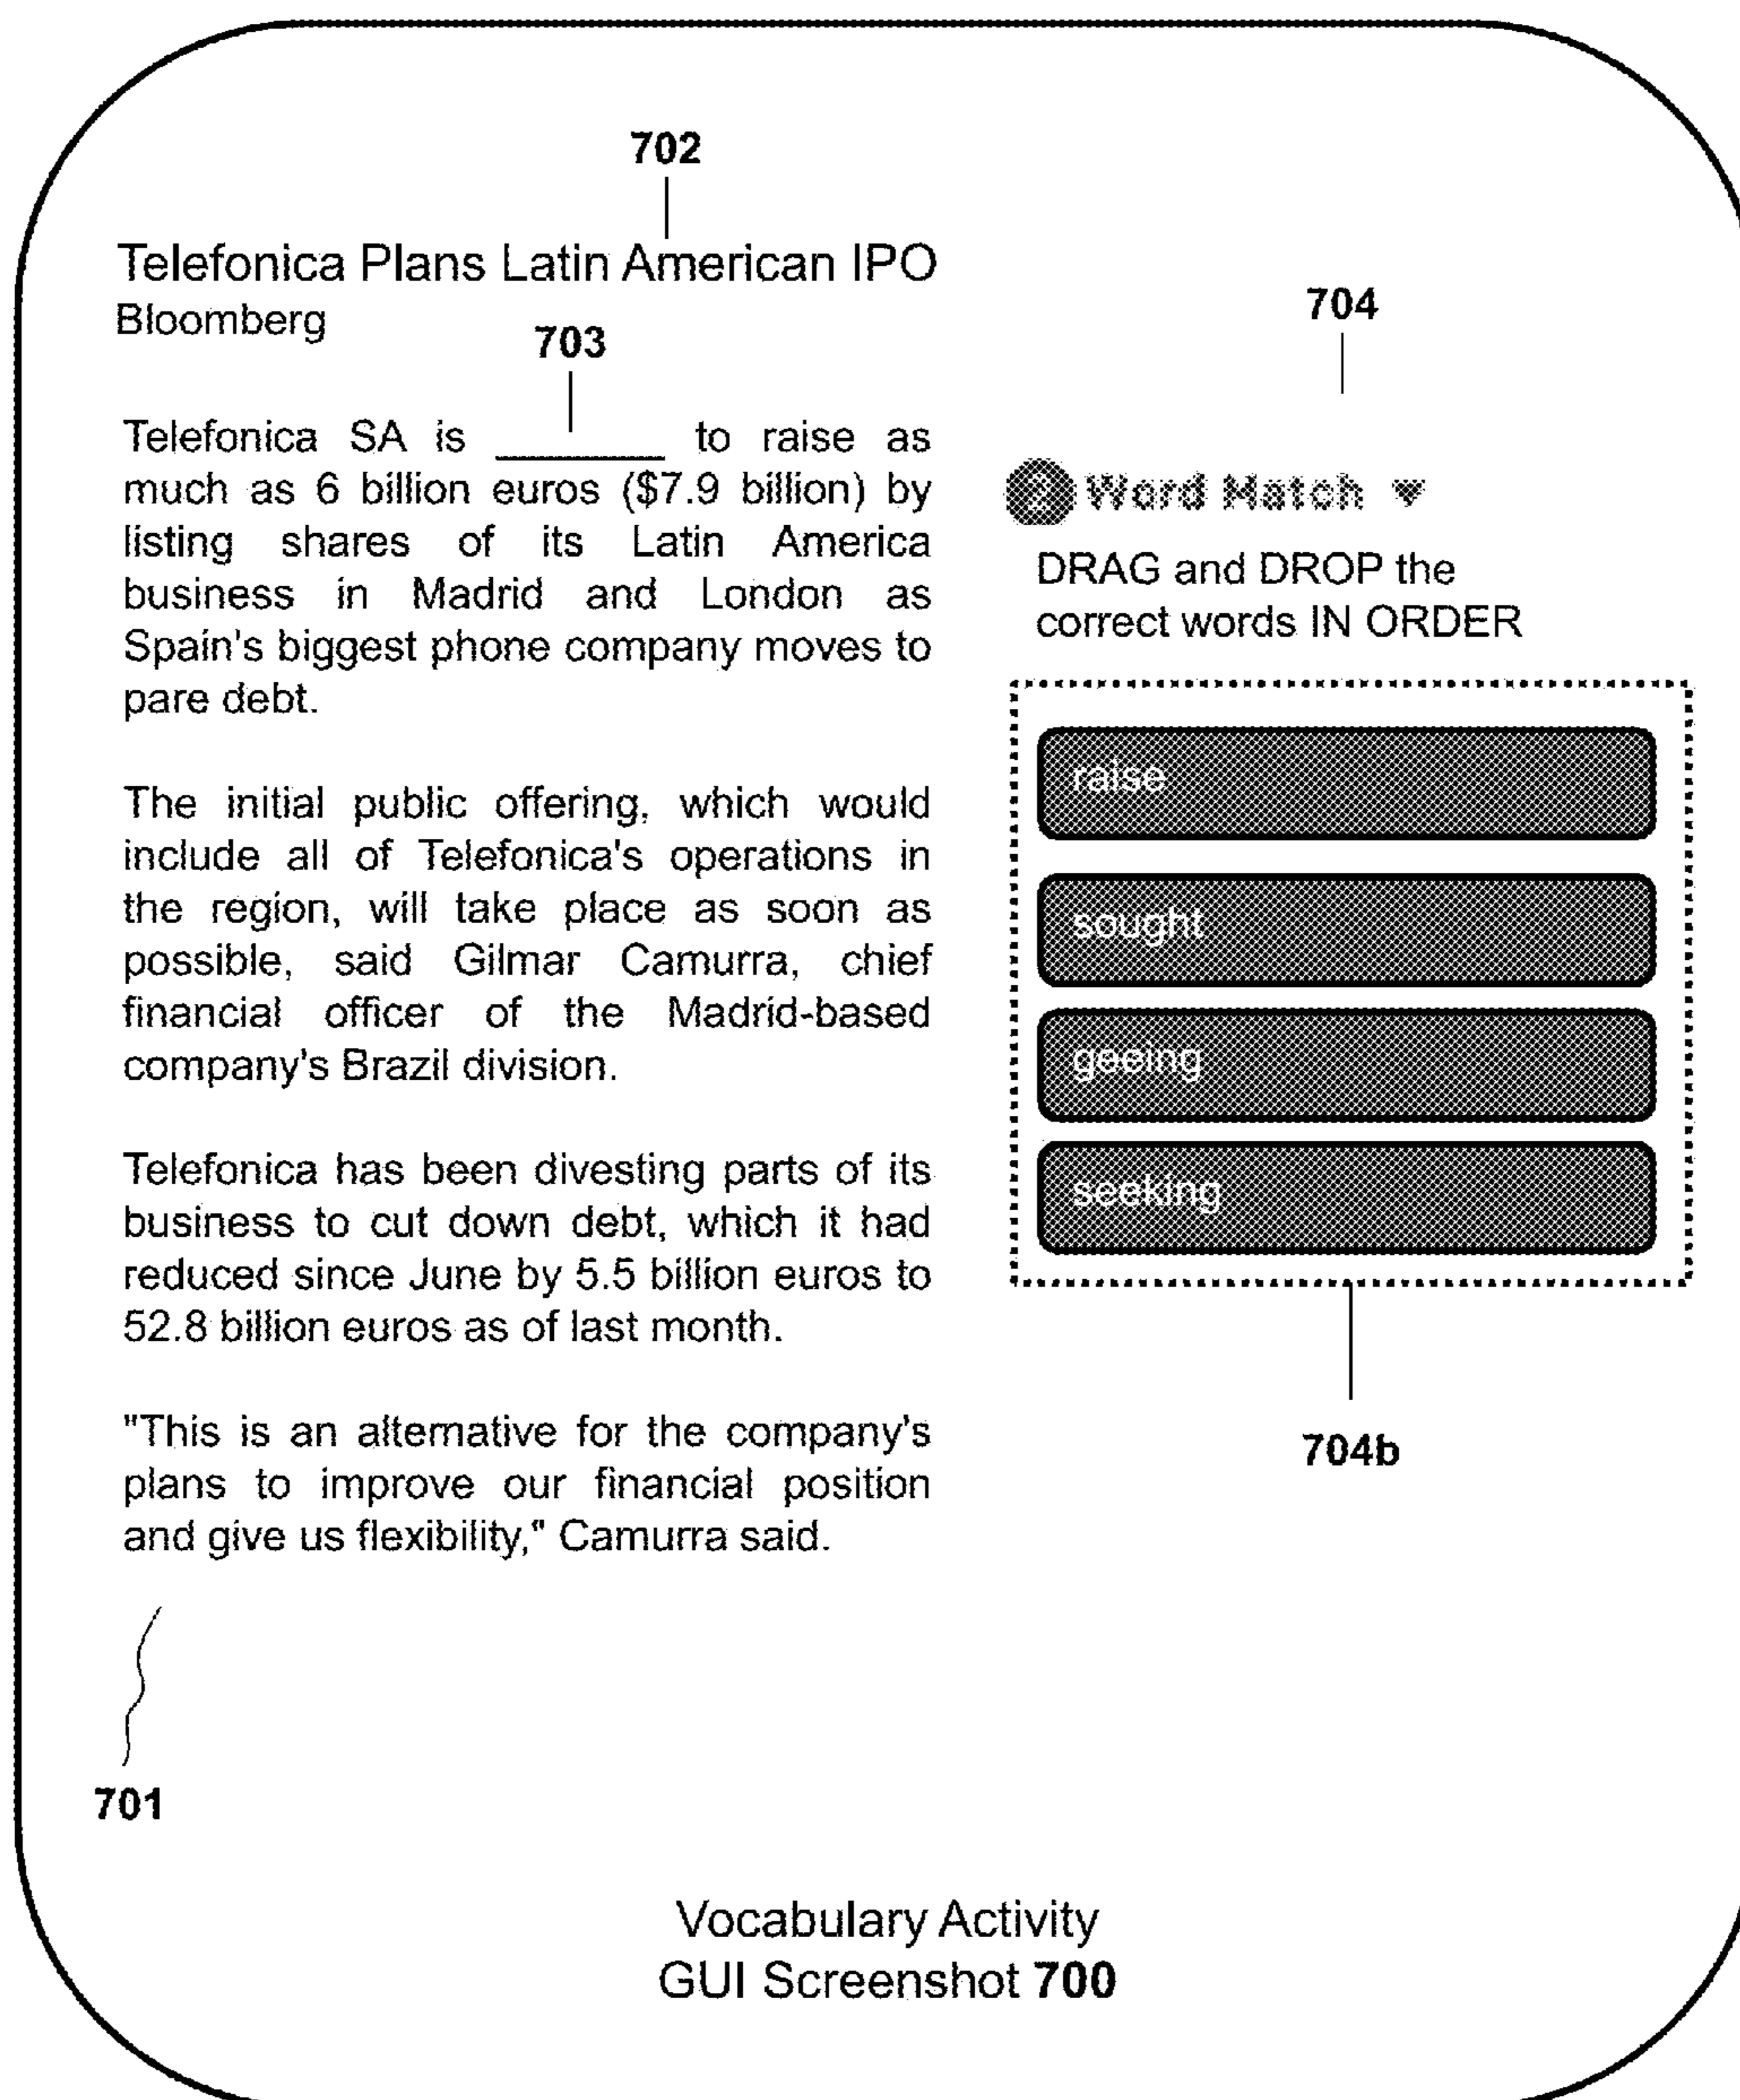 702
Telefonica Plans Latin American IPO
Bloomberg
703
Telefonica SA is ________ to raise as
much as 6 billion euros ($7.9 billion) by
listing shares of its Latin America
business in Madrid and London as
Spain's biggest phone company moves to
pare debt.
The initial public offering, which would
include all of Telefonica's operations in
the region, will take place as soon as
possible, said Gilmar Camurra, chief
financial officer of the Madrid-based
company's Brazil division.
Telefonica has been divesting parts of its
business to cut down debt, which it had
reduced since June by 5.5 billion euros to
52.8 billion euros as of last month.
"This is an alternative for the company's
plans to improve our financial position
and give us flexibility," Camurra said.
701
704
2 Word Match
DRAG and DROP the
correct words IN ORDER
raise
sought
geeing
seeking
704b
Vocabulary Activity
GUI Screenshot 700